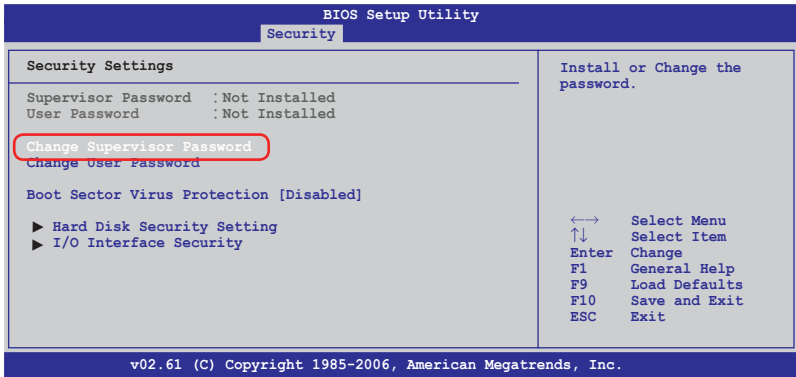 BIOS Setup Utility
Security
Security Settings
Supervisor Password : Not Installed
User Password : Not Installed
Change Supervisor Password
Change User Password
Boot Sector Virus Protection [Disabled]
▶ Hard Disk Security Setting
▶ I/O Interface Security
Install or Change the
password.
←→ Select Menu
↑↓ Select Item
Enter Change
F1 General Help
F9 Load Defaults
F10 Save and Exit
ESC Exit
v02.61 (C) Copyright 1985-2006, American Megatrends, Inc.